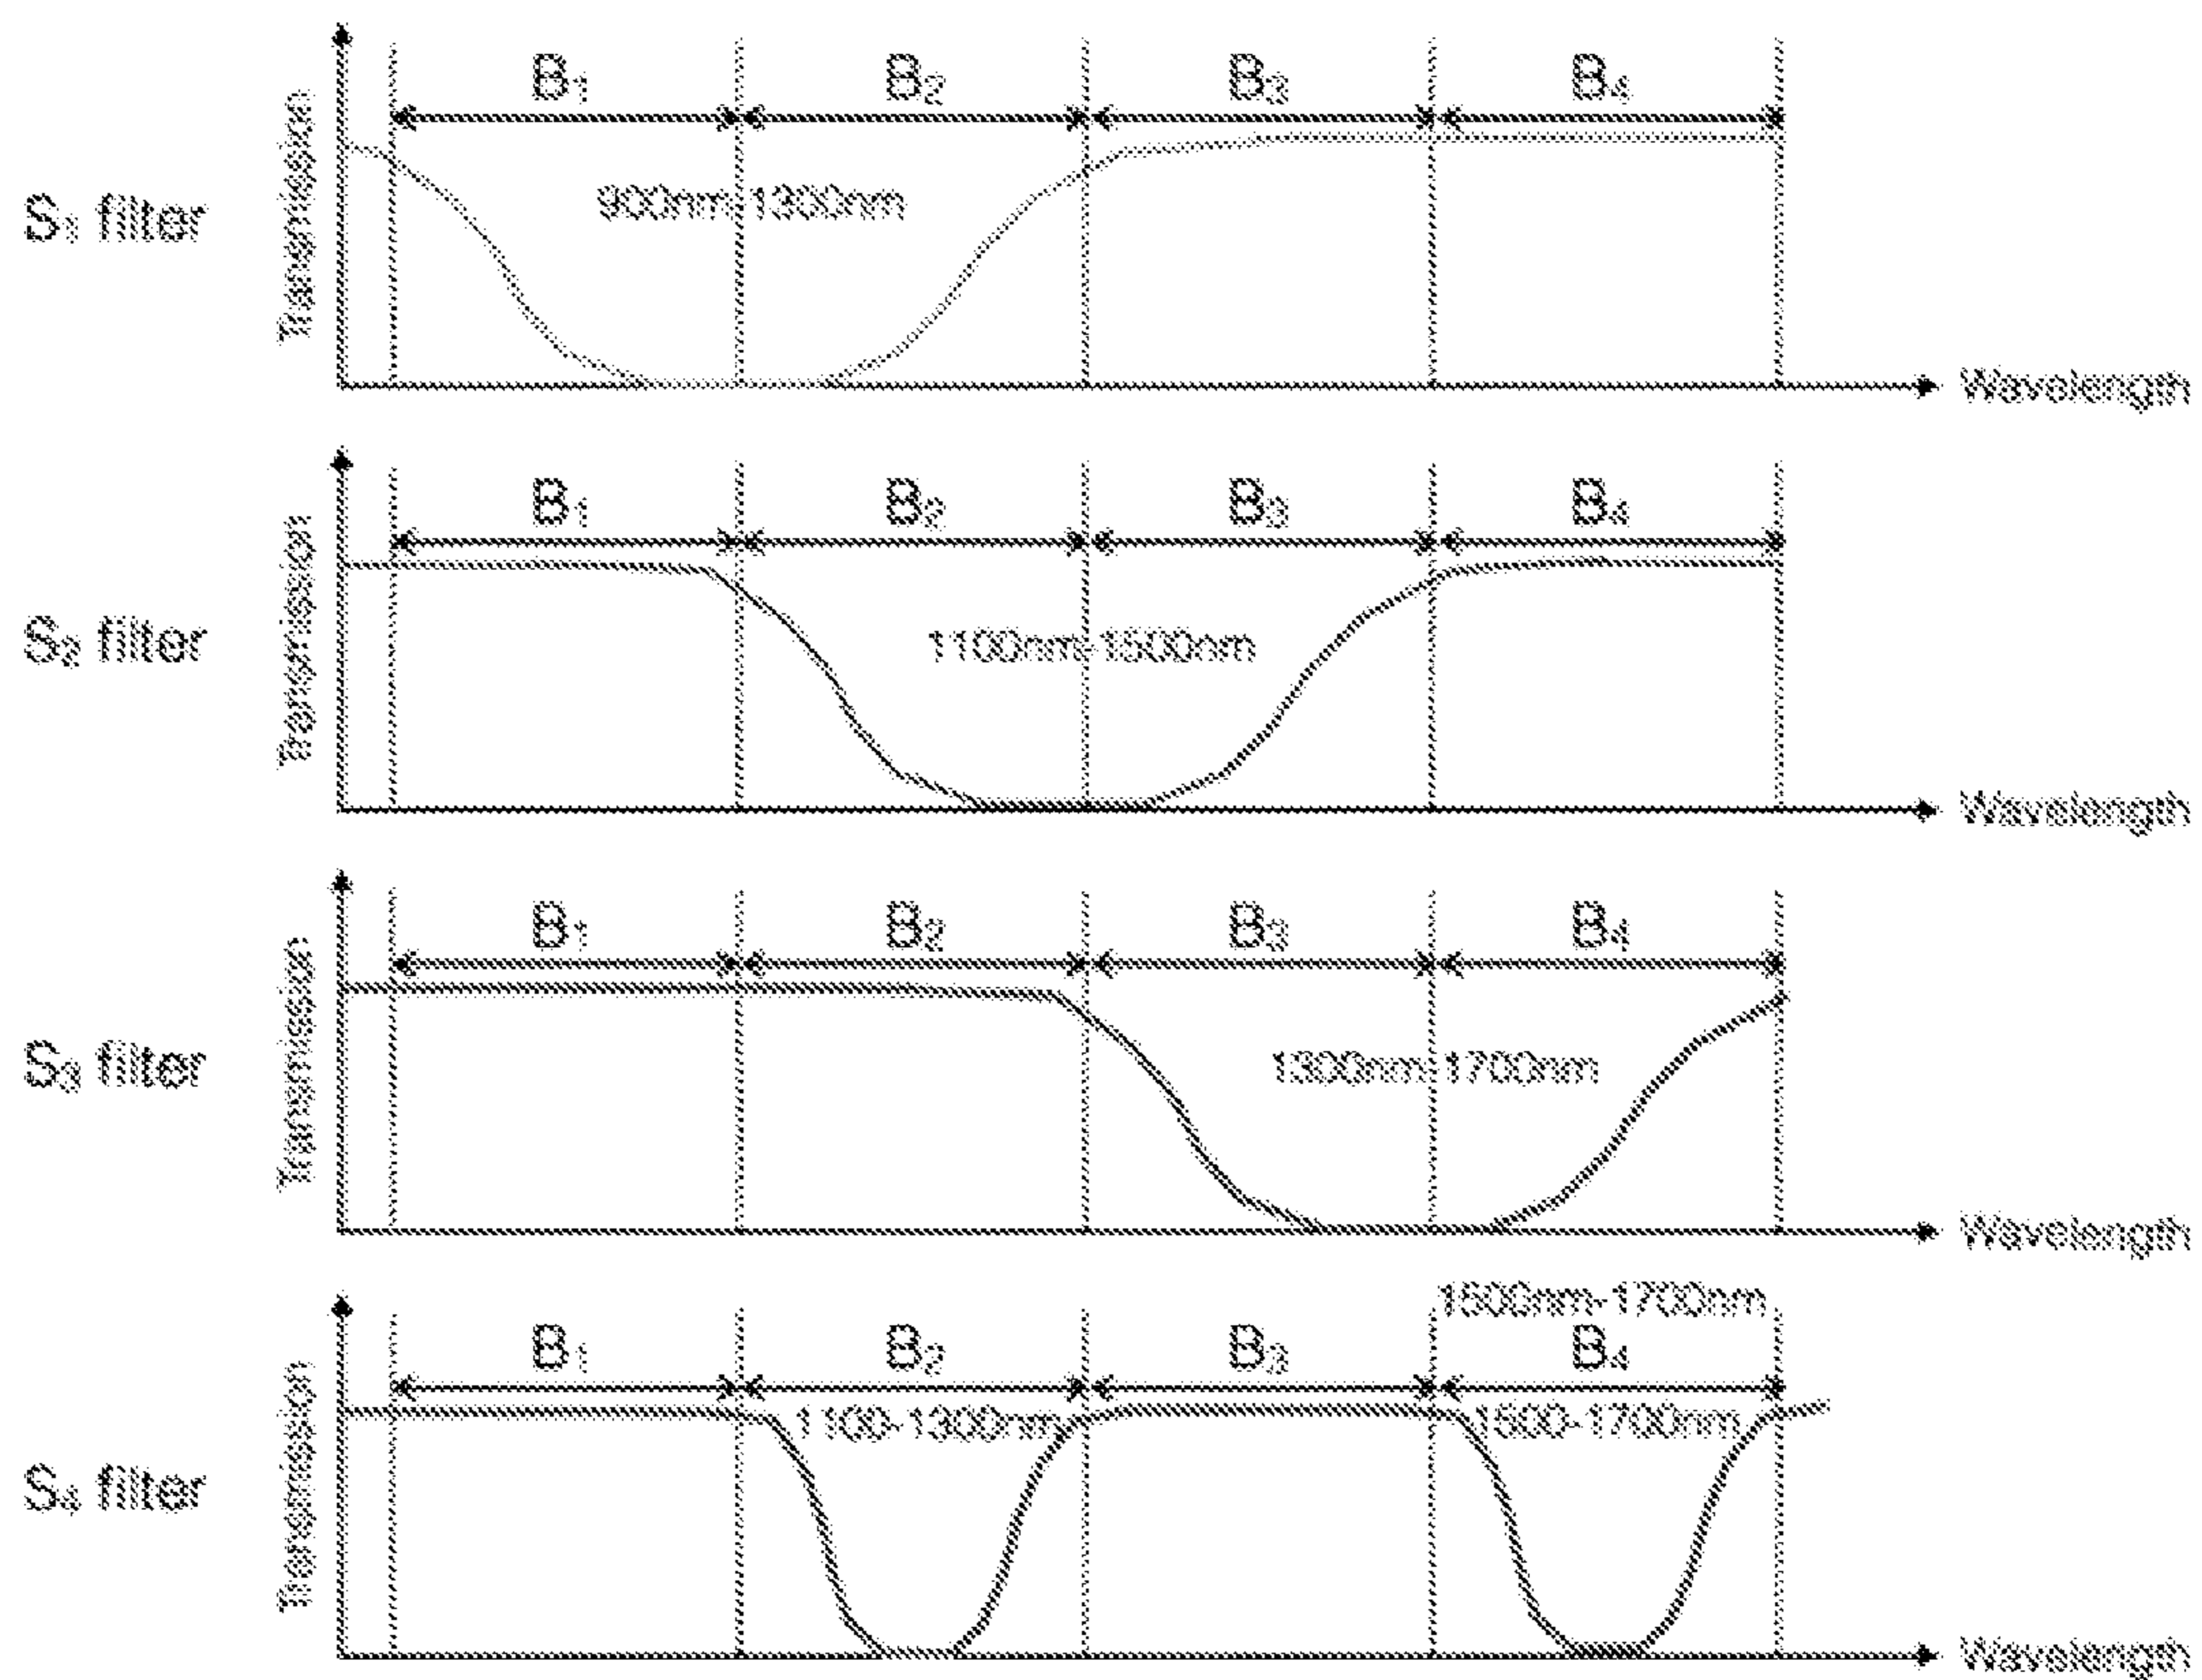 B₁ B₂ B₃ B₄
Transmission
900nm-1300nm
S₁ filter
Wavelength
B₁ B₂ B₃ B₄
Transmission
1100nm-1500nm
S₂ filter
Wavelength
B₁ B₂ B₃ B₄
Transmission
1300nm-1700nm
S₃ filter
Wavelength
1500nm-1700nm
B₁ B₂ B₃ B₄
Transmission
1100-1300nm 1500-1700nm
S₄ filter
Wavelength